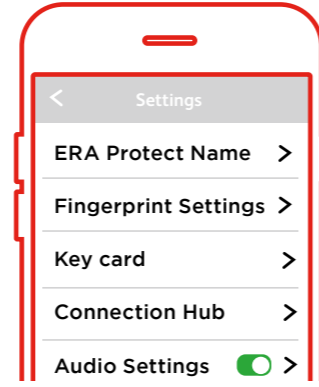 Settings
ERA Protect Name
Fingerprint Settings
Key card
Connection Hub
Audio Settings